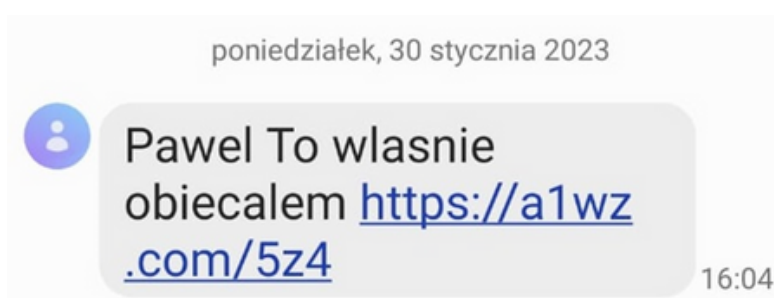 poniedziałek, 30 stycznia 2023
Pawel To wlasnie
obiecalem https://a1wz
.com/5z4
16:04